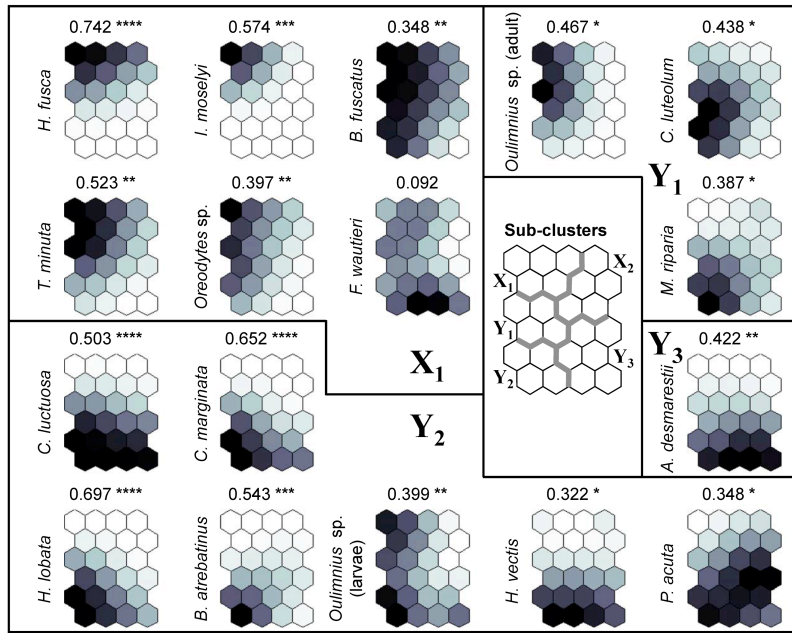 0.742 ****
H. fusca
0.574 ***
I. moselyi
0.348 **
B. fuscatus
0.467 *
Oulimnius sp. (adult)
0.438 *
C. luteolum
Y1
0.523 **
T. minuta
0.397 **
Oreodytes sp.
0.092
F. wautieri
X1
Sub-clusters
X2
X1
Y1
Y3
Y2
0.387 *
M. riparia
0.503 ****
C. luctuosa
0.652 ****
C. marginata
Y2
Y3
0.422 **
A. desmarestii
0.697 ****
H. lobata
0.543 ***
B. atrebatinus
0.399 **
Oulimnius sp.
(larvae)
0.322 *
H. vectis
0.348 *
P. acuta